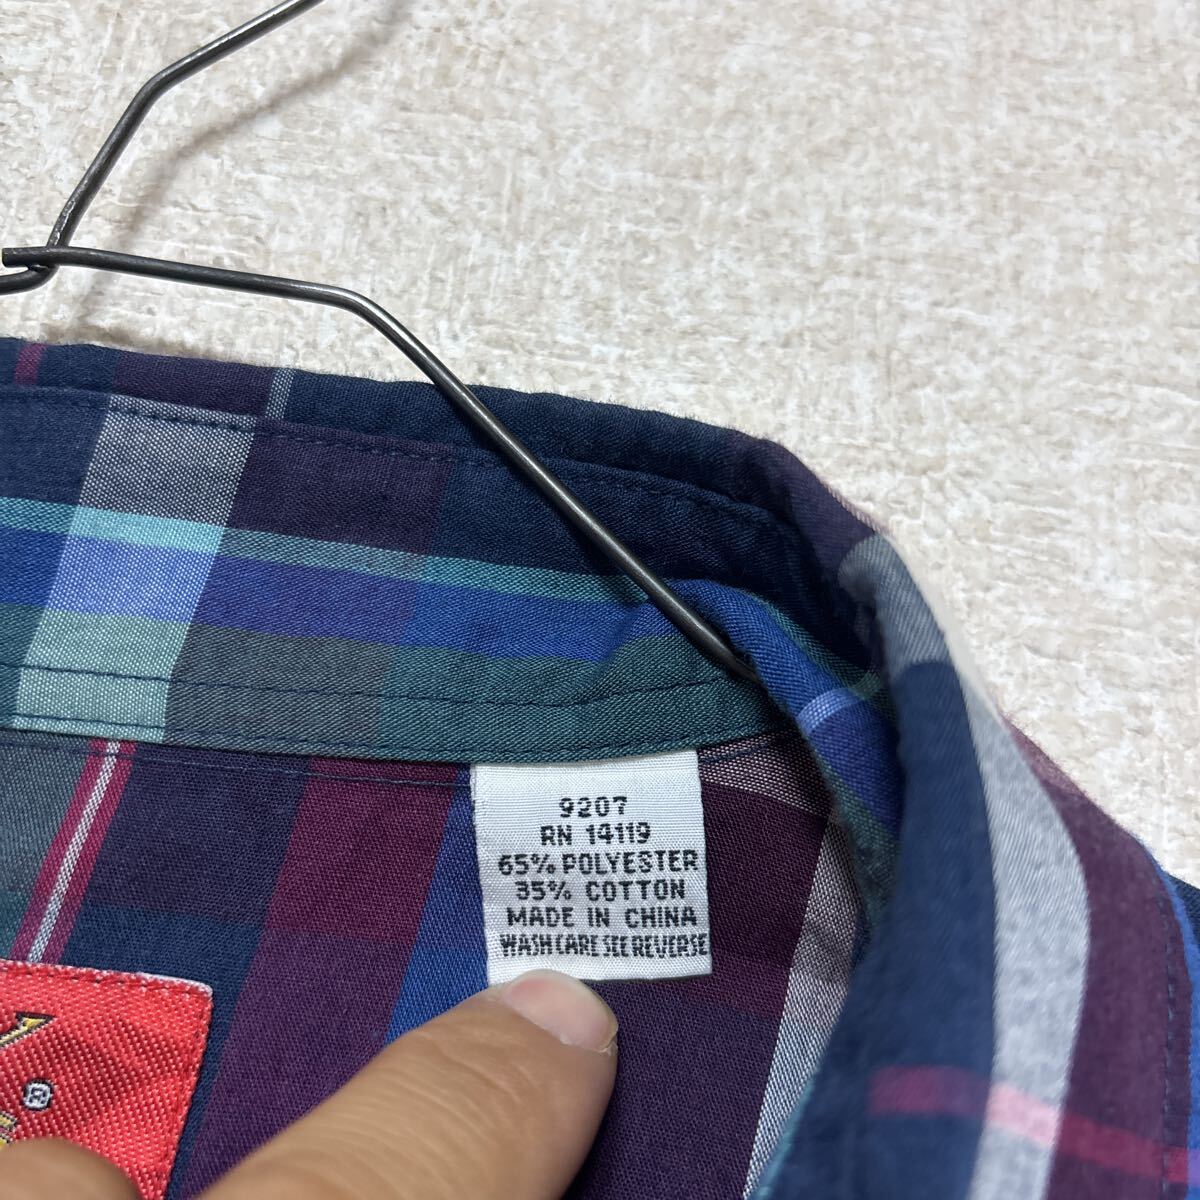 9207
RN 14119
65% POLYESTER
35% COTTON
MADE IN CHINA
WASH CARE SEE REVERSE
®